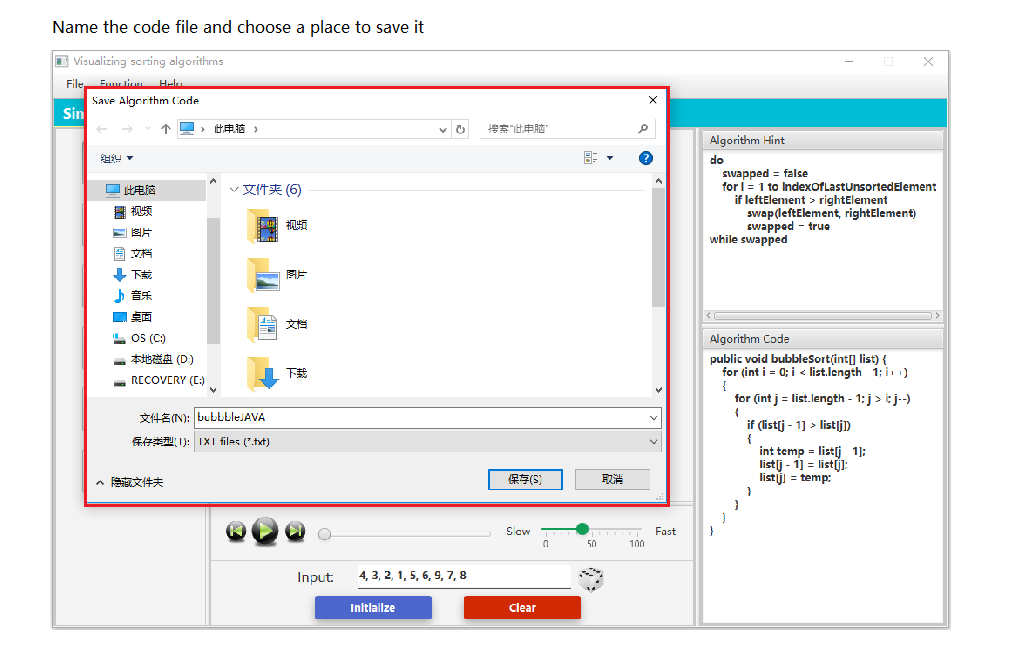 Name the code file and choose a place to save it
Visualizing sorting algorithms
File Function Help
Sin
Save Algorithm Code
此电脑
搜索"此电脑"
组织
此电脑
视频
图片
文档
下载
音乐
桌面
OS (C:)
本地磁盘 (D:)
RECOVERY (E:)
文件夹 (6)
视频
图片
文档
下载
文件名(N):
bubbbleJAVA
保存类型(T):
TXT files (*.txt)
隐藏文件夹
保存(S)
取消
Algorithm Hint
do
swapped = false
for i = 1 to indexOfLastUnsortedElement
if leftElement > rightElement
swap(leftElement, rightElement)
swapped = true
while swapped
Algorithm Code
public void bubbleSort(int[] list) {
for (int i = 0; i < list.length - 1; i++)
{
for (int j = list.length - 1; j > i; j--)
{
if (list[j - 1] > list[j])
{
int temp = list[j - 1];
list[j - 1] = list[j];
list[j] = temp;
}
}
}
}
Slow
0 50 100
Fast
Input:
4, 3, 2, 1, 5, 6, 9, 7, 8
Initialize
Clear